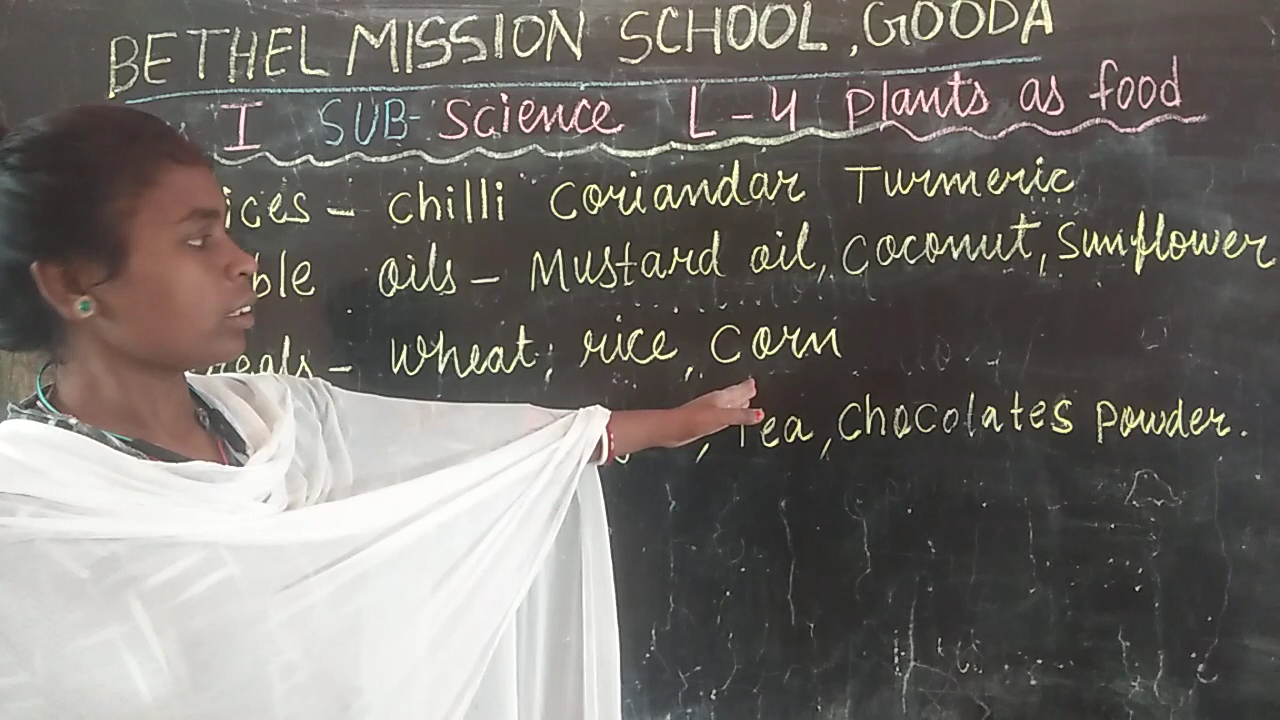 BETHEL MISSION SCHOOL, GOODA
I SUB- Science L-4 Plants as food
ices - Chilli Coriandar Turmeric
ble oils - Mustard oil, Coconut, Sunflower
eals - Wheat, rice, Corn
, Tea, Chocolates Powder.